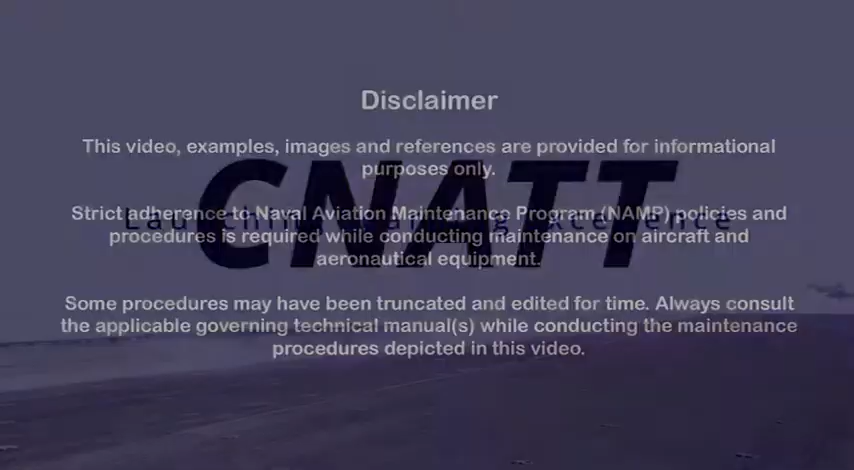 Disclaimer
This video, examples, images and references are provided for informational
purposes only.
CNATT
Strict adherence to Naval Aviation Maintenance Program (NAMP) policies and
procedures is required while conducting maintenance on aircraft and
aeronautical equipment.
Some procedures may have been truncated and edited for time. Always consult
the applicable governing technical manual(s) while conducting the maintenance
procedures depicted in this video.